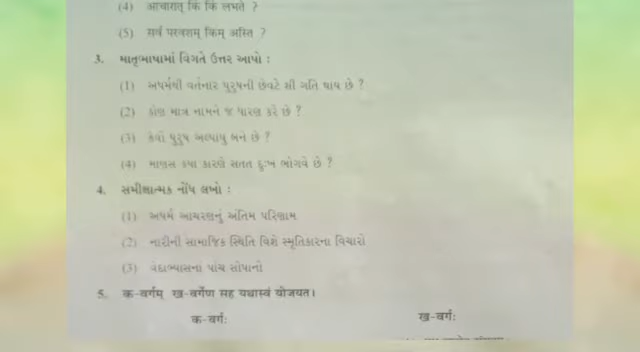 (4) आचारात् किं किं लभते ?
(5) सर्वं परवशम् किम् अस्ति ?
3. માતૃભાષામાં વિગતે ઉત્તર આપો :
(1) અધર્મથી વર્તનાર પુરુષની છેવટે શી ગતિ થાય છે ?
(2) કોણ માત્ર નામને જ ધારણ કરે છે ?
(3) કેવો પુરુષ અલ્પાયુ બને છે ?
(4) માણસ કયા કારણે સતત દુઃખ ભોગવે છે ?
4. સમીક્ષાત્મક નોંધ લખો :
(1) અધર્મ આચરણનું અંતિમ પરિણામ
(2) નારીની સામાજિક સ્થિતિ વિશે સ્મૃતિકારના વિચારો
(3) વેદાભ્યાસનાં પાંચ સોપાનો
5. क-वर्गम् ख-वर्गेण सह यथास्वं योजयत।
क-वर्गः ख-वर्गः